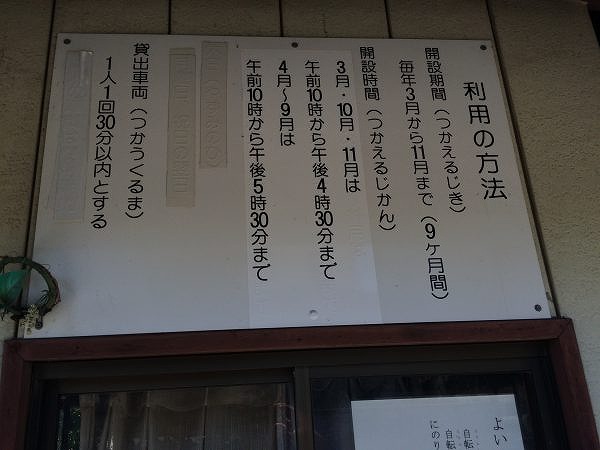 利用の方法
開設期間（つかえるじき）
毎年3月から11月まで（9ヶ月間）
開設時間（つかえるじかん）
3月・10月・11月は
午前10時から午後4時30分まで
4月～9月は
午前10時から午後5時30分まで
貸出車両（つかうくるま）
1人1回30分以内とする
よい
自転
自転
にのり